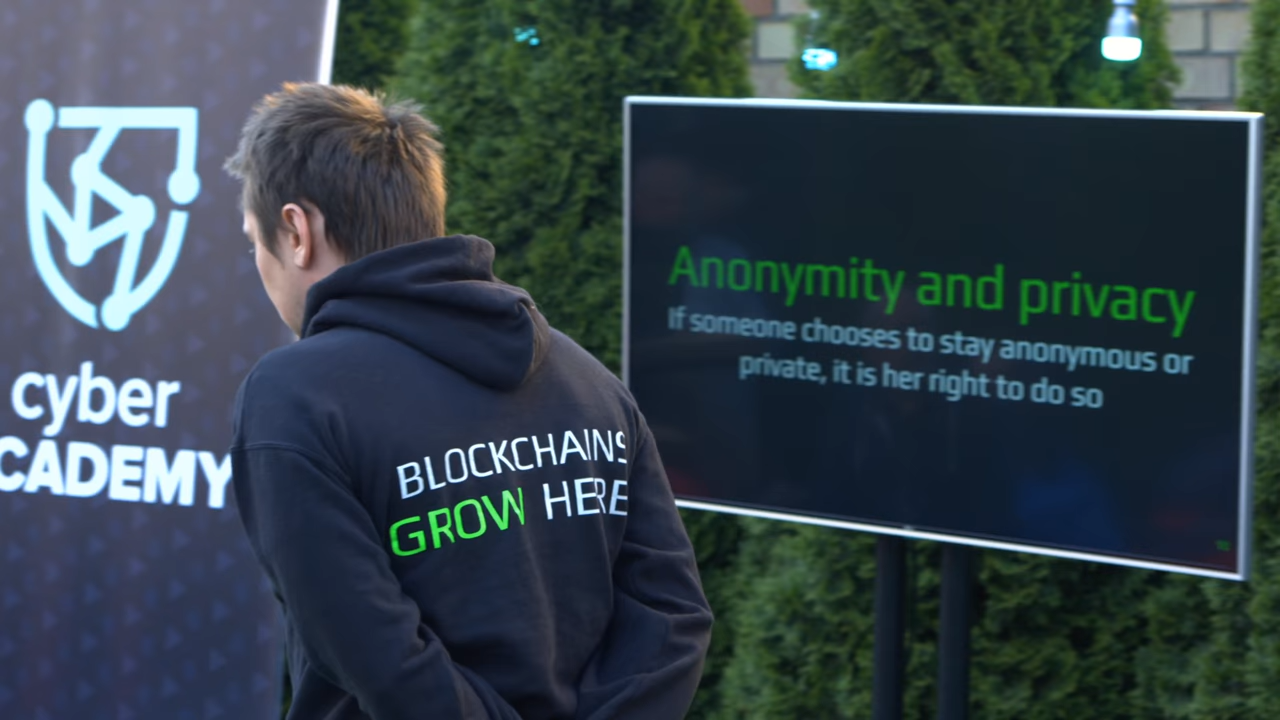 cyber
CADEMY
BLOCKCHAINS
GROW HERE
Anonymity and privacy
If someone chooses to stay anonymous or
private, it is her right to do so